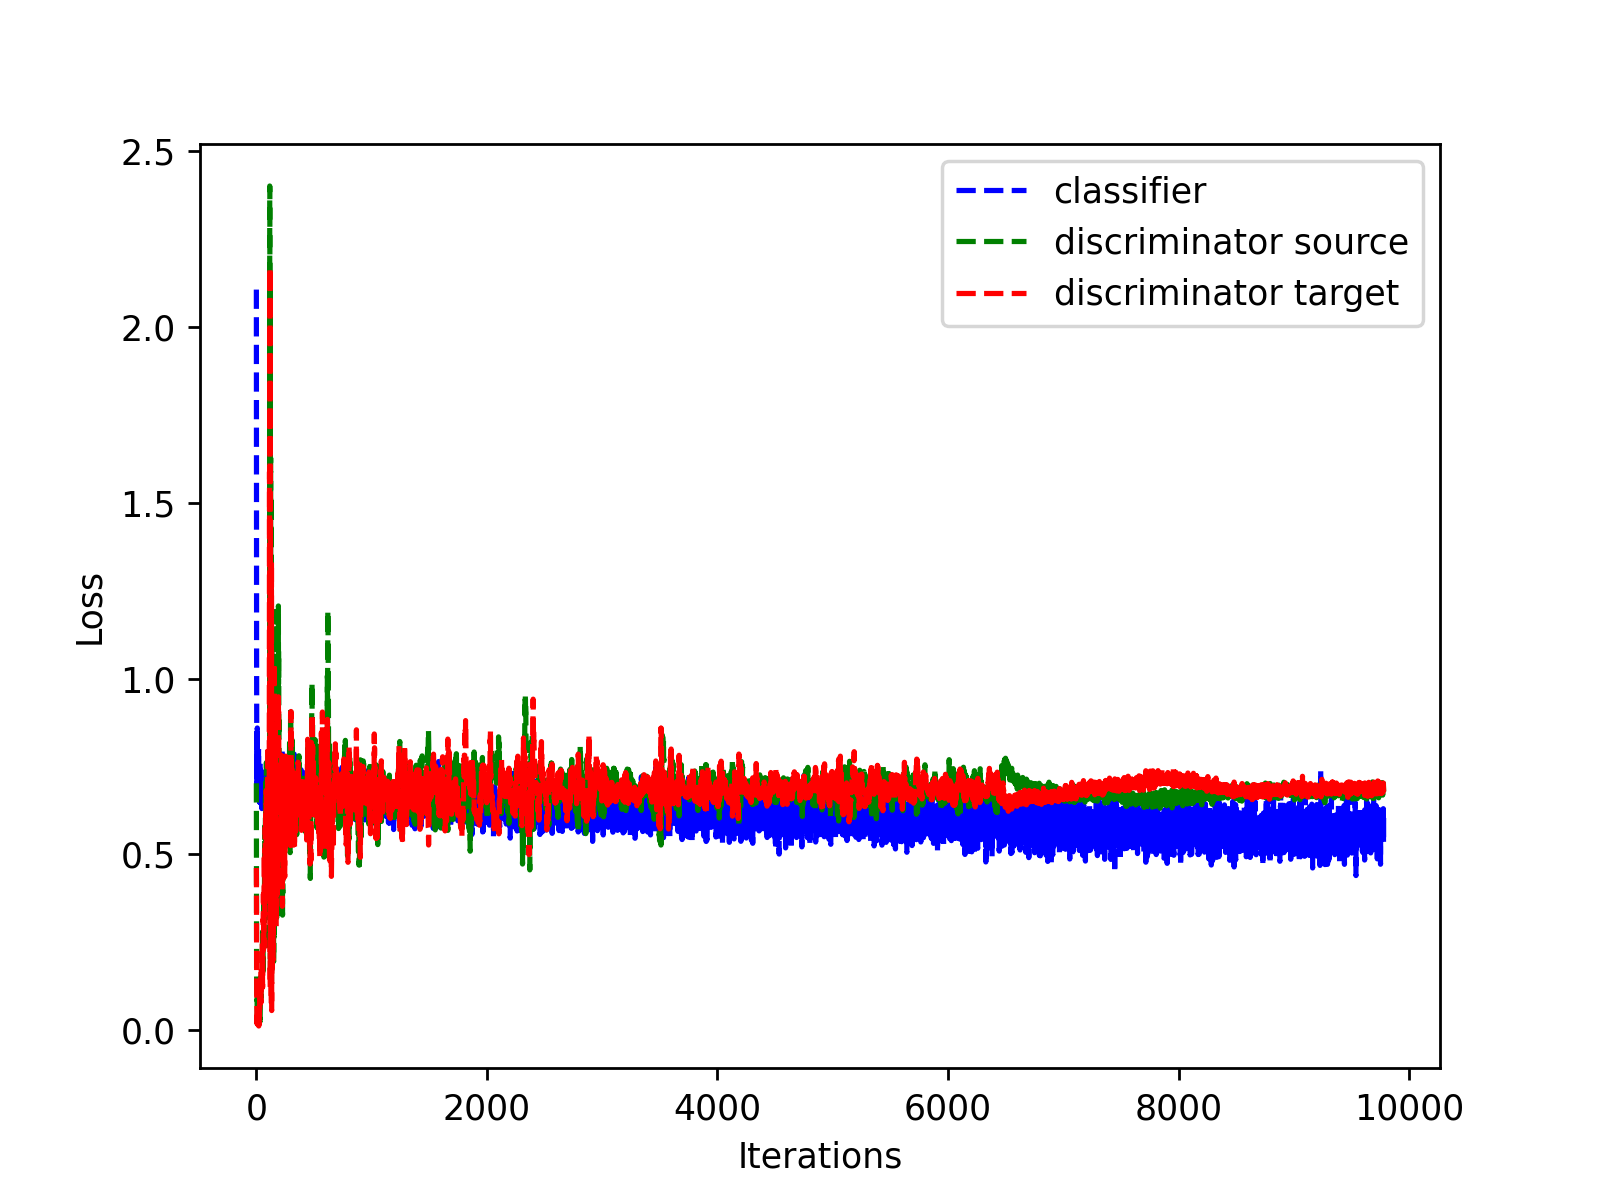 2.5
2.0
1.5
1.0
0.5
0.0
Loss
classifier
discriminator source
discriminator target
0 2000 4000 6000 8000 10000
Iterations